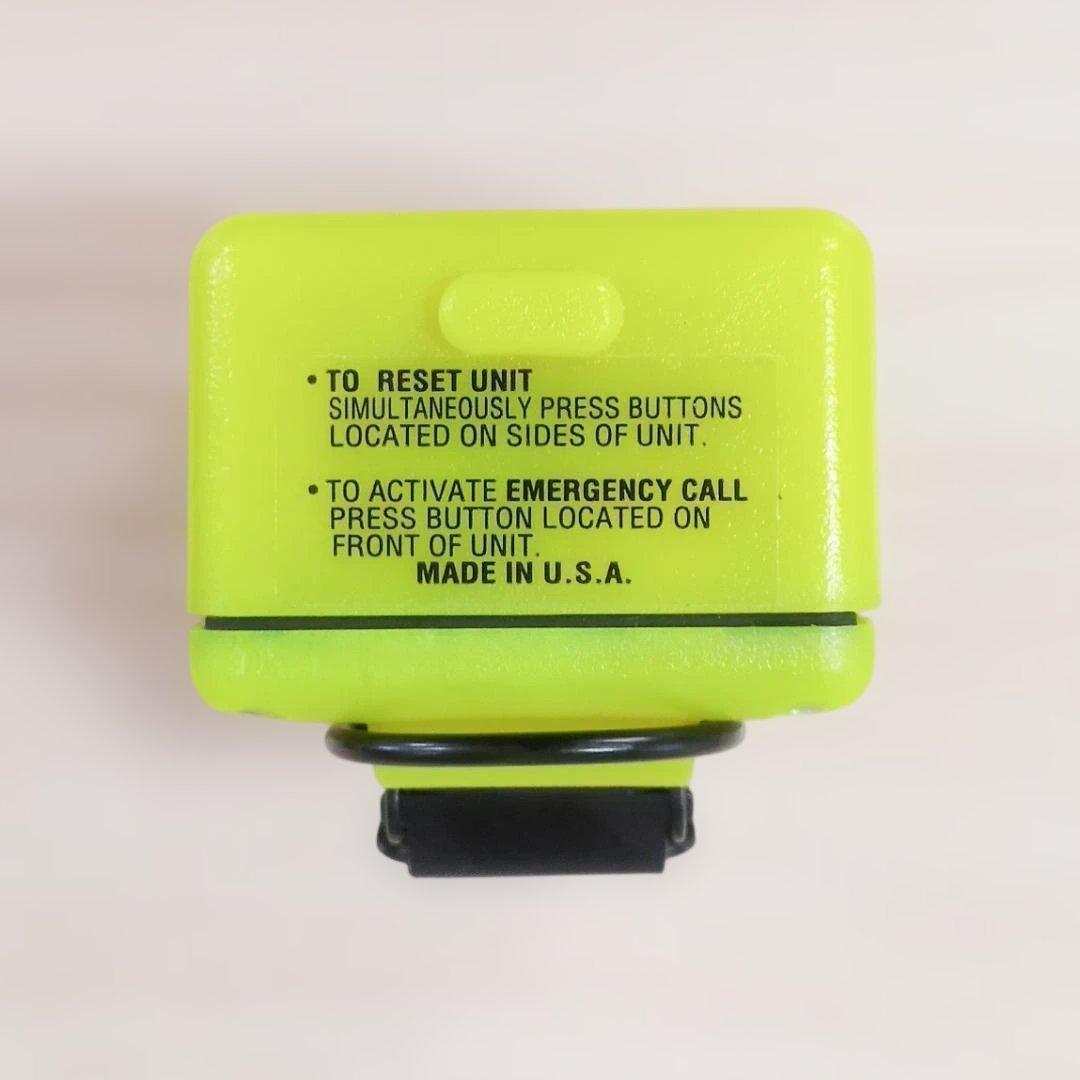 • TO RESET UNIT
SIMULTANEOUSLY PRESS BUTTONS
LOCATED ON SIDES OF UNIT.
• TO ACTIVATE EMERGENCY CALL
PRESS BUTTON LOCATED ON
FRONT OF UNIT.
MADE IN U.S.A.